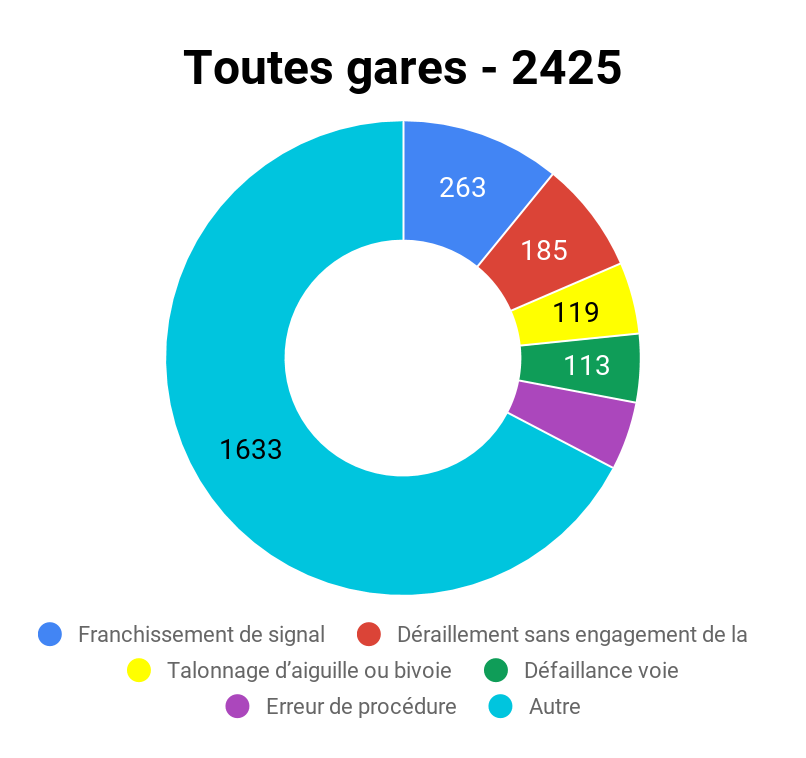 Toutes gares - 2425
263
185
119
113
1633
Franchissement de signal
Déraillement sans engagement de la
Talonnage d’aiguille ou bivoie
Défaillance voie
Erreur de procédure
Autre